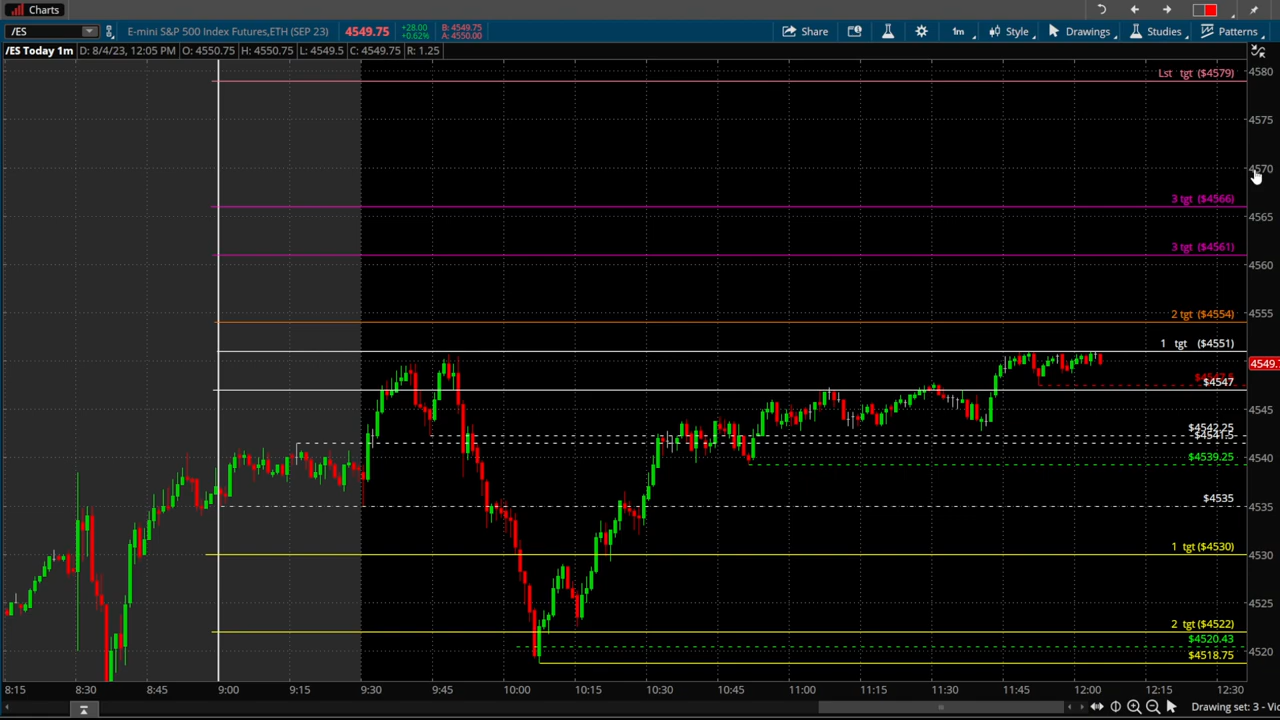 Charts
/ES E-mini S&P 500 Index Futures,ETH (SEP 23) 4549.75 +28.00 +0.62% B: 4549.75 A: 4550.00 Share 1m Style Drawings Studies Patterns
/ES Today 1m D: 8/4/23, 12:05 PM O: 4550.75 H: 4550.75 L: 4549.5 C: 4549.75 R: 1.25
Lst tgt ($4579)
3 tgt ($4566)
3 tgt ($4561)
2 tgt ($4554)
1 tgt ($4551)
$4547.5
$4547
$4542.25
$4541.5
$4539.25
$4535
1 tgt ($4530)
2 tgt ($4522)
$4520.43
$4518.75
4580
4575
4570
4565
4560
4555
4549.
4545
4540
4535
4530
4525
4520
8:15 8:30 8:45 9:00 9:15 9:30 9:45 10:00 10:15 10:30 10:45 11:00 11:15 11:30 11:45 12:00 12:15 12:30
Drawing set: 3 - Vic